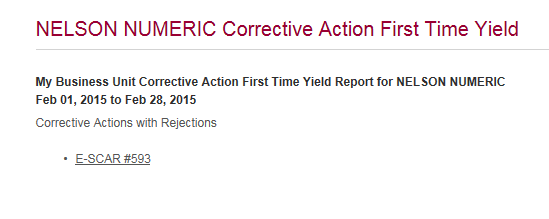 NELSON NUMERIC Corrective Action First Time Yield
My Business Unit Corrective Action First Time Yield Report for NELSON NUMERIC
Feb 01, 2015 to Feb 28, 2015
Corrective Actions with Rejections
• E-SCAR #593